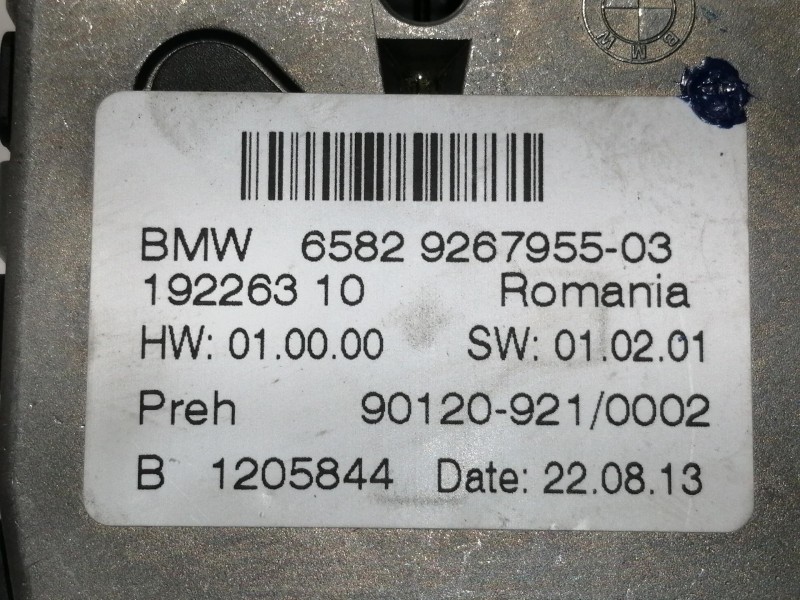 BMW
BMW 6582 9267955-03
192263 10 Romania
HW: 01.00.00 SW: 01.02.01
Preh 90120-921/0002
B 1205844 Date: 22.08.13